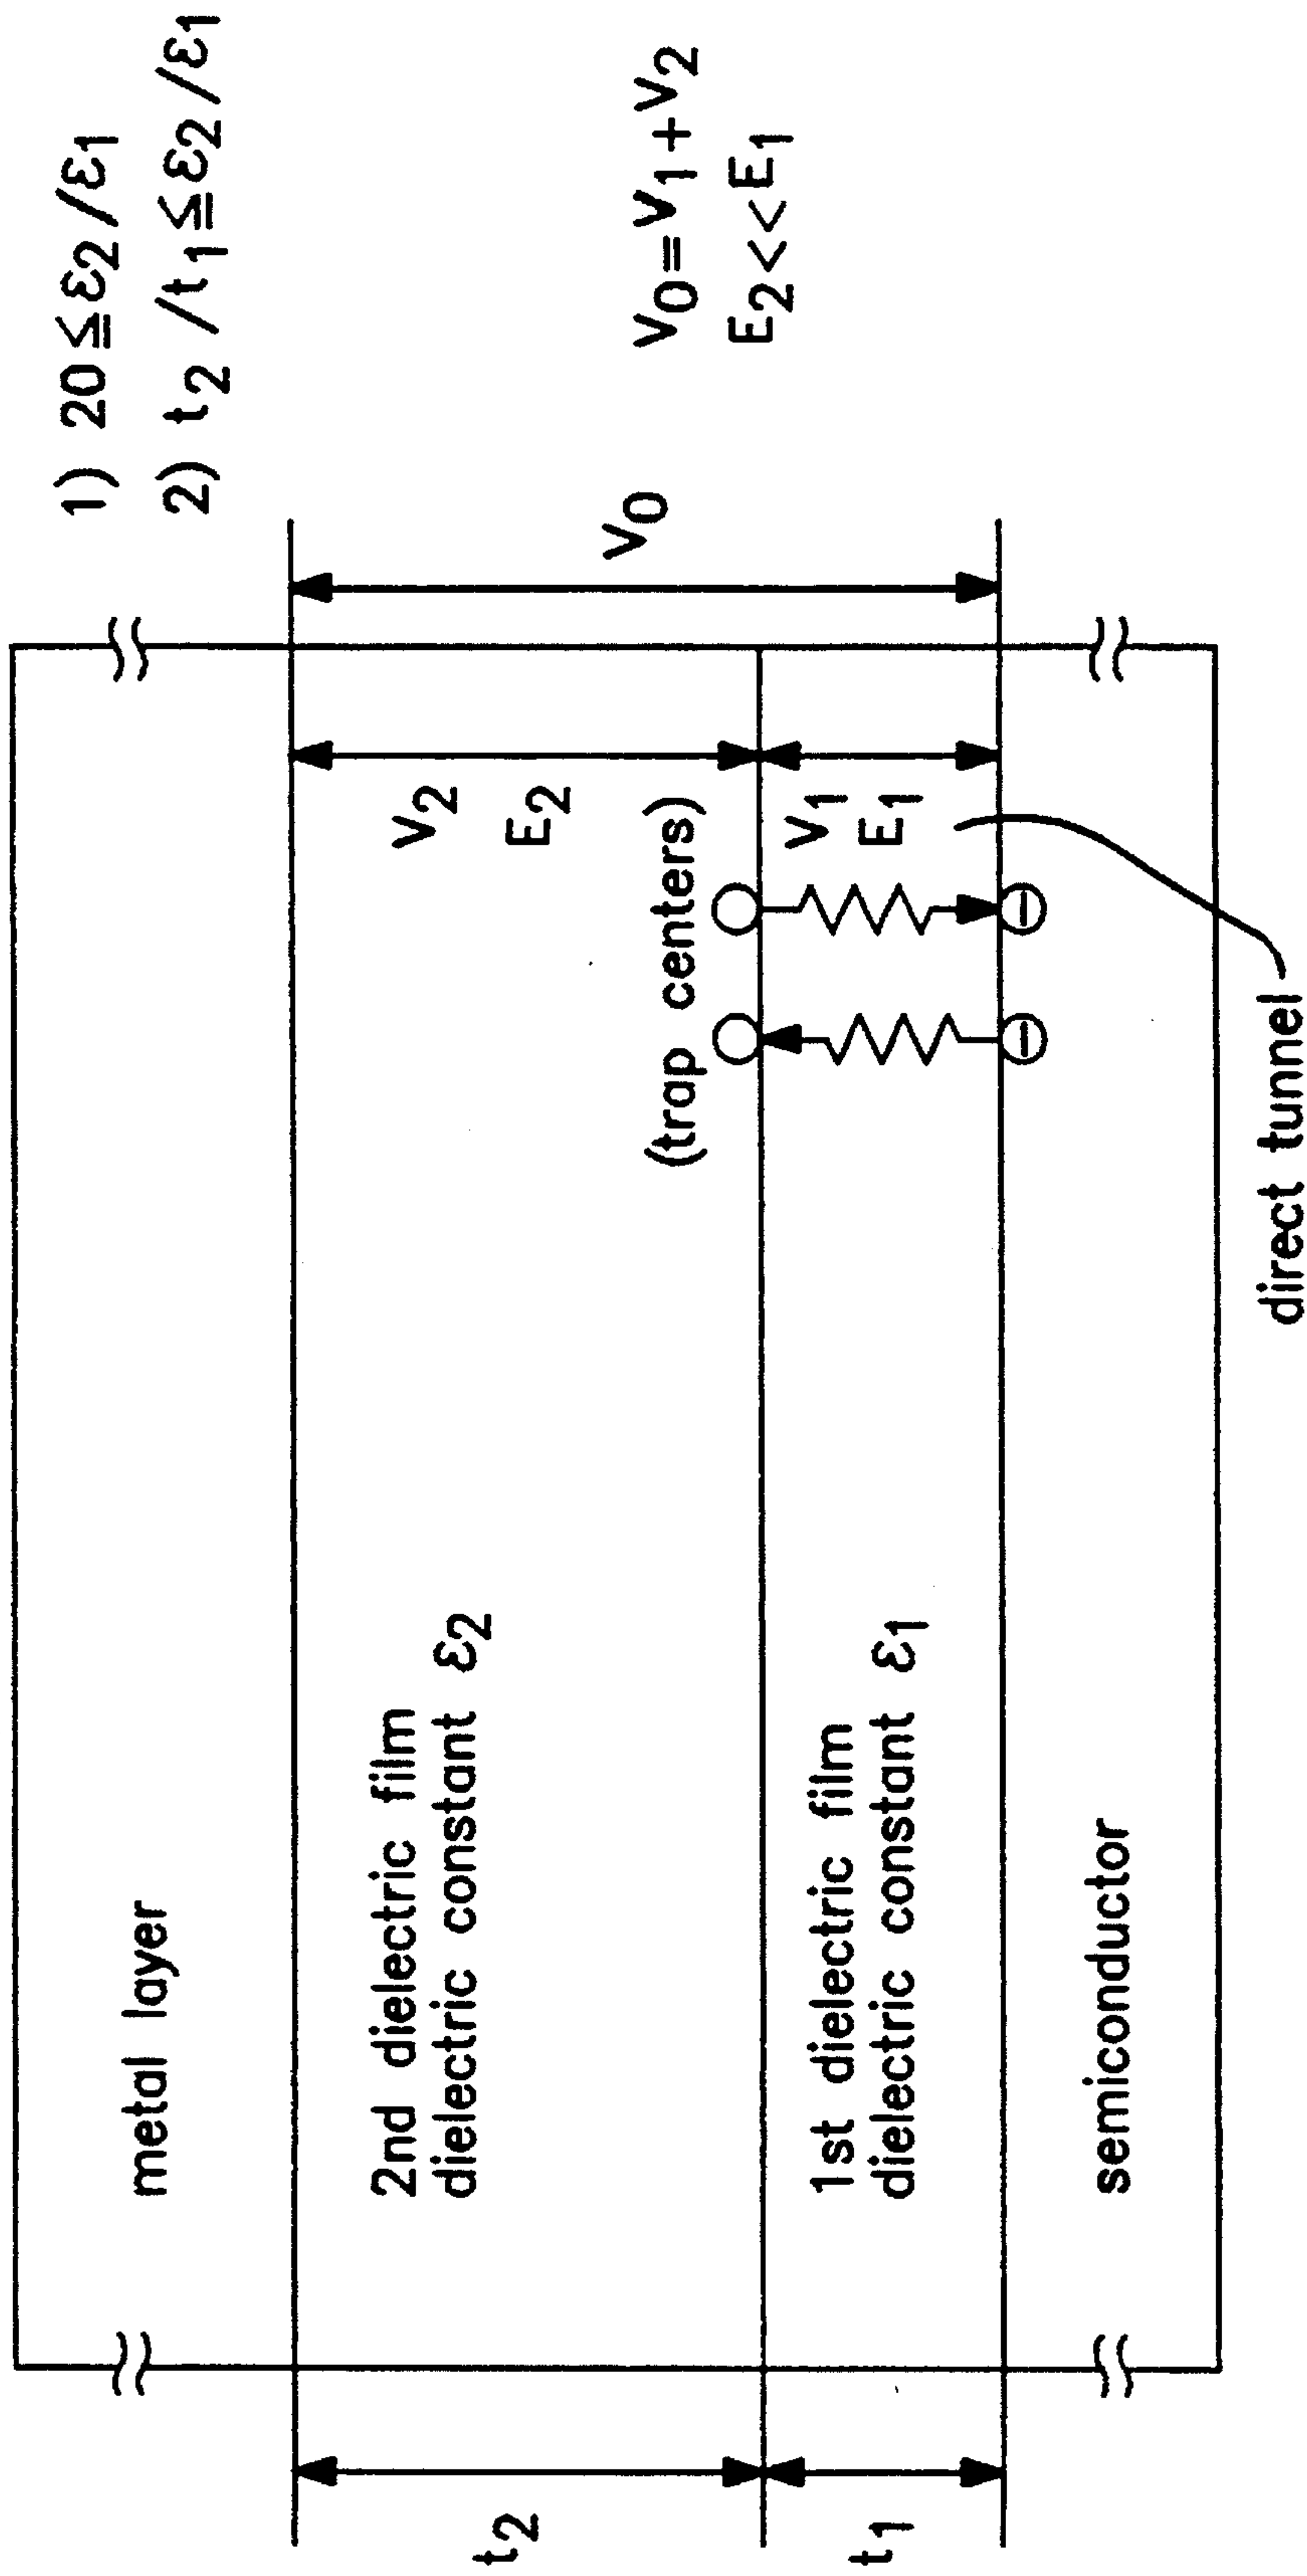 1) 20≦ε2/ε1
2) t2/t1≦ε2/ε1
metal layer
2nd dielectric film
dielectric constant ε2
V2
E2
V0
V0=V1+V2
E2<<E1
t2
(trap centers)
1st dielectric film
dielectric constant ε1
V1
E1
t1
semiconductor
direct tunnel